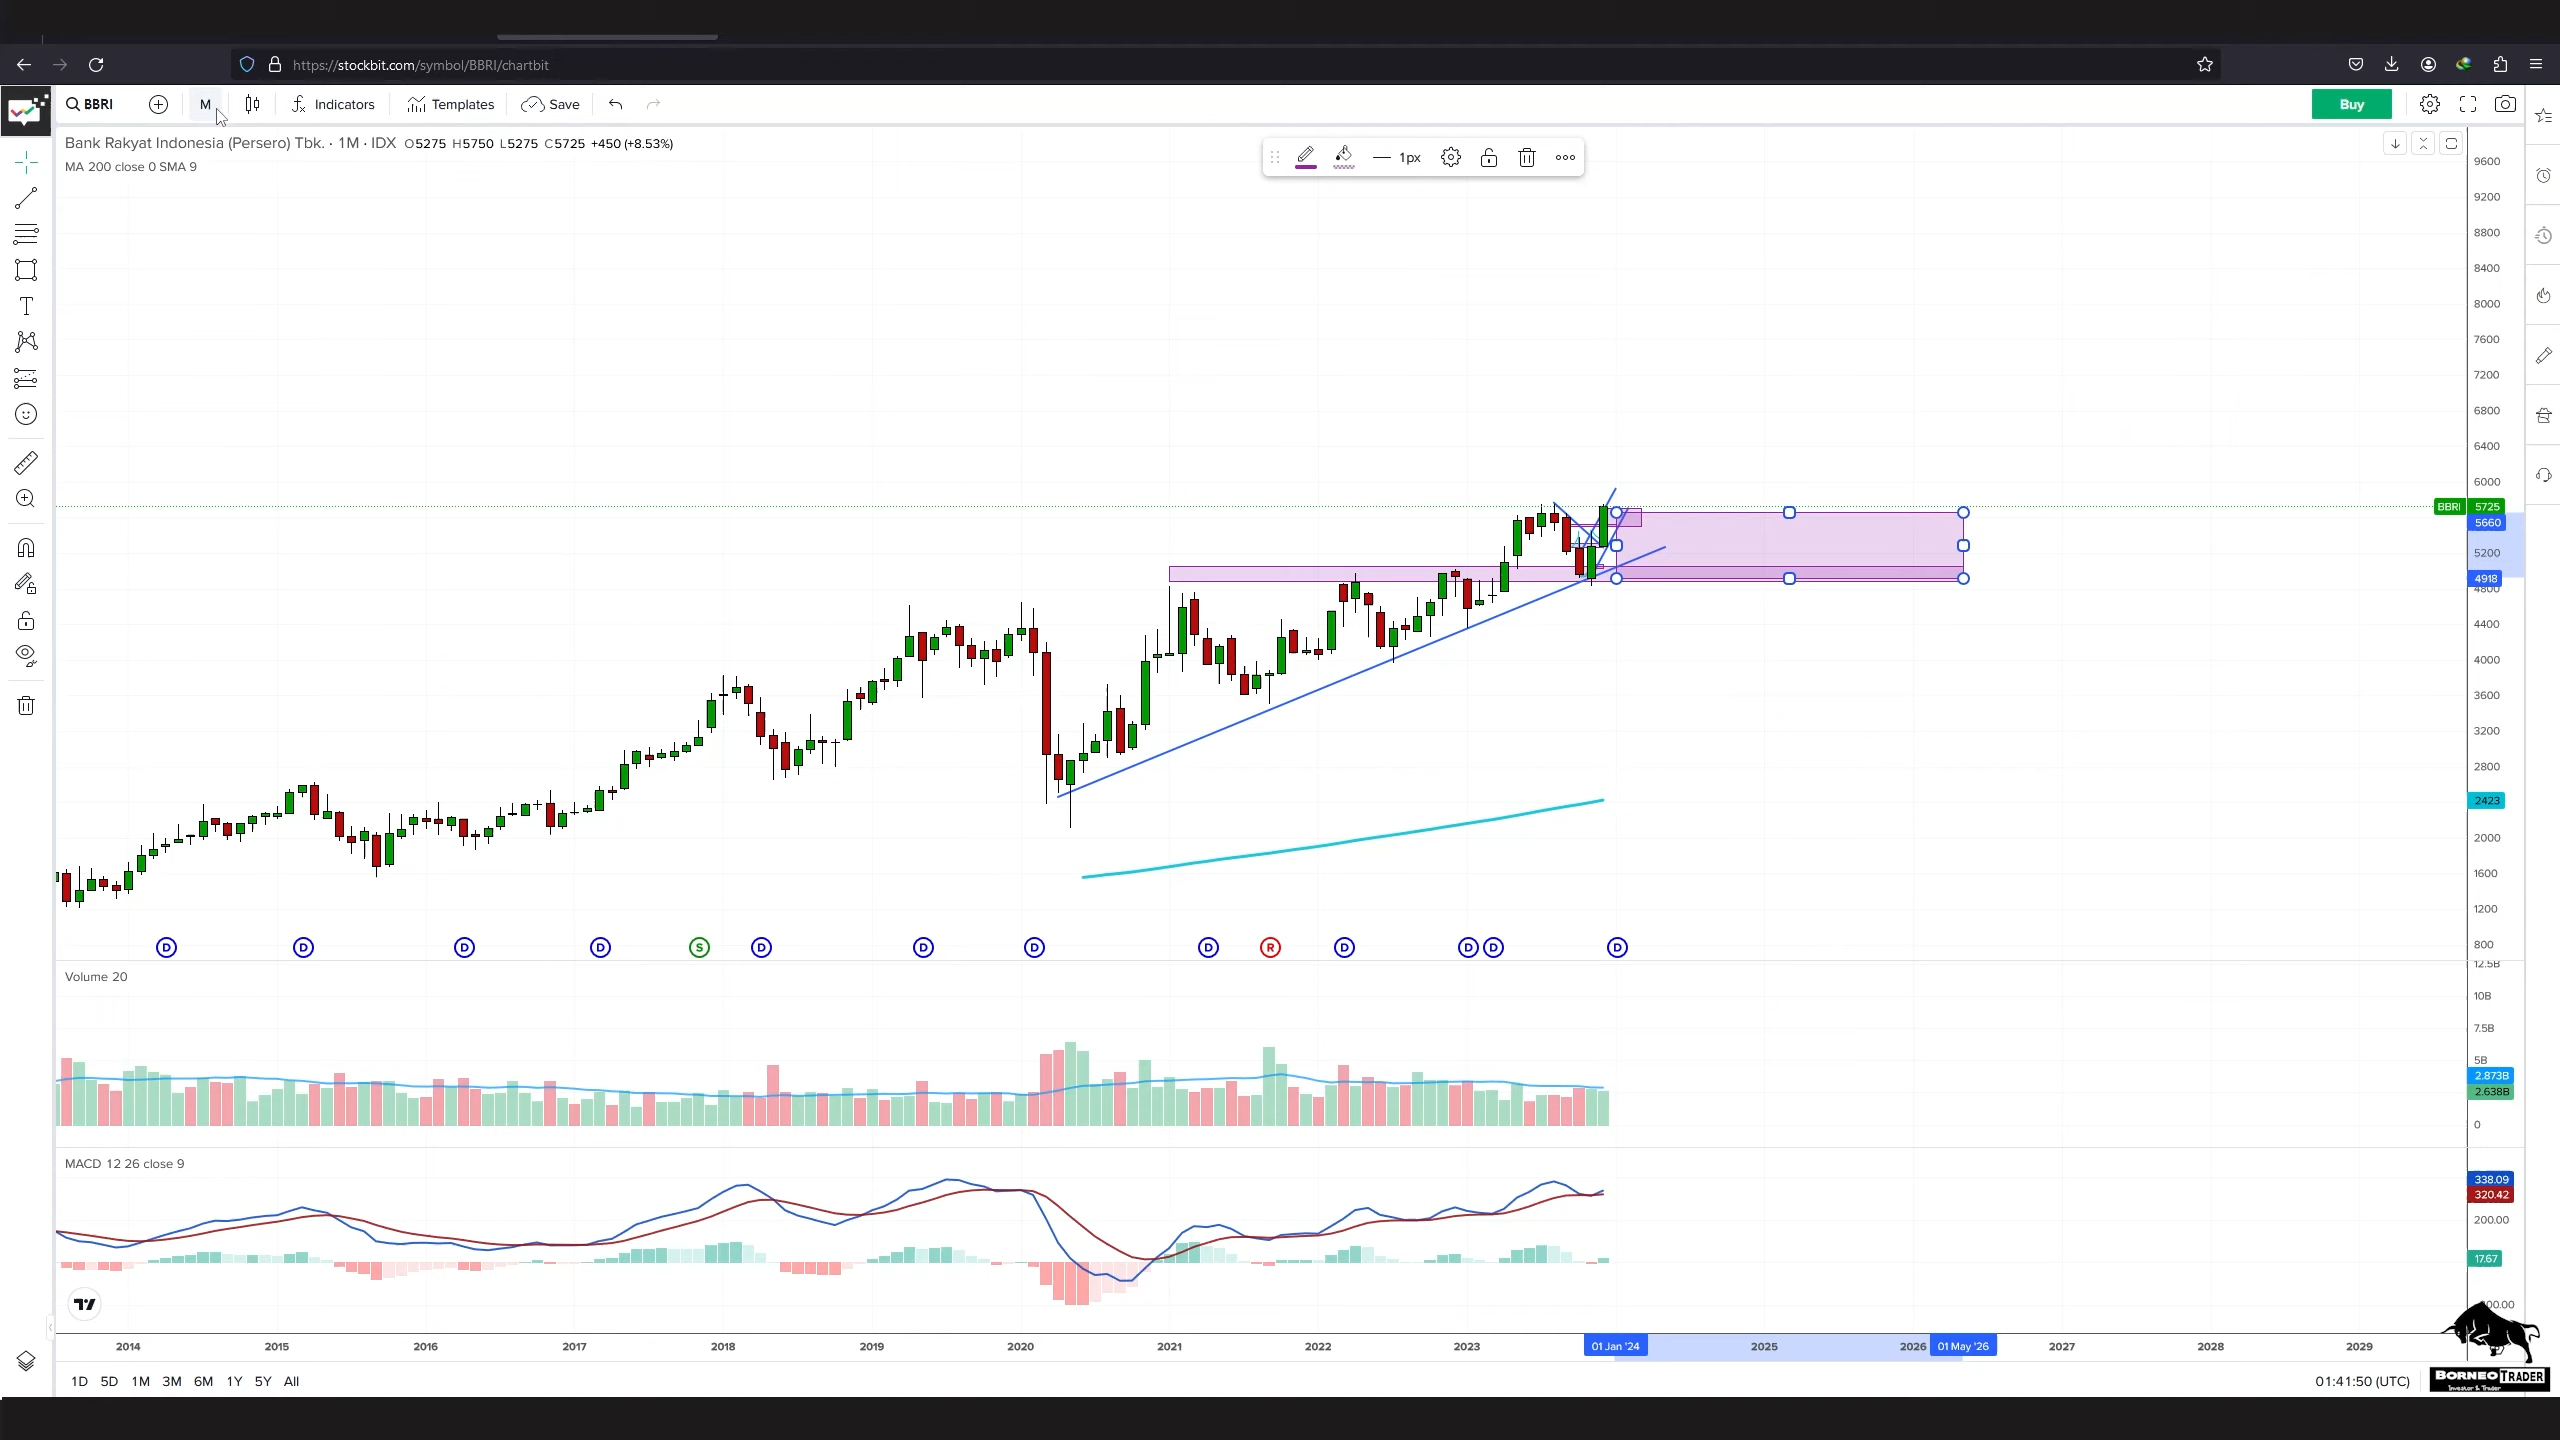 https://stockbit.com/symbol/BBRI/chartbit
BBRI
M
Indicators
Templates
Save
Buy
Bank Rakyat Indonesia (Persero) Tbk. · 1M · IDX O5275 H5750 L5275 C5725 +450 (+8.53%)
MA 200 close 0 SMA 9
1px
9600
9200
8800
8400
8000
7600
7200
6800
6400
6000
BBRI 5725
5660
5200
4918
4800
4400
4000
3600
3200
2800
2423
2000
1600
1200
800
D D D D S D D D D R D D D D
Volume 20
12.5B
10B
7.5B
5B
2.873B
2.638B
0
MACD 12 26 close 9
338.09
320.42
200.00
17.67
00.00
2014 2015 2016 2017 2018 2019 2020 2021 2022 2023 01 Jan '24 2025 2026 01 May '26 2027 2028 2029
1D 5D 1M 3M 6M 1Y 5Y All
01:41:50 (UTC)
BORNEO TRADER
Investor & Trader